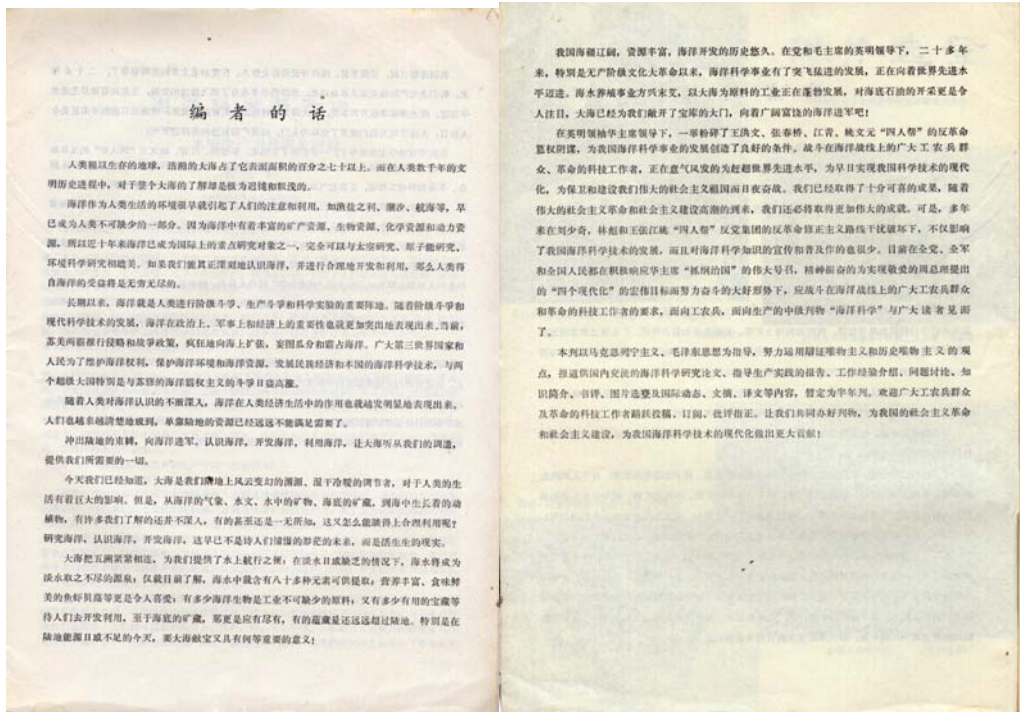 编者的话
人类赖以生存的地球，浩瀚的大海占了它表面面积的百分之七十以上。而在人类数千年的文
明历史进程中，对于整个大海的了解却是极为迟缓和粗浅的。
海洋作为人类生活的环境很早就引起了人们的注意和利用，如渔盐之利、潮汐、航海等，早
已成为人类不可缺少的一部分。因为海洋中有着丰富的矿产资源、生物资源、化学资源和动力资
源，所以近十年来海洋已成为国际上的重点研究对象之一，完全可以与太空研究、原子能研究、
环境科学研究相媲美。如果我们能真正深刻地认识海洋，并进行合理地开发和利用，那么人类得
自海洋的受益将是无穷无尽的。
长期以来，海洋就是人类进行阶级斗争、生产斗争和科学实验的重要阵地。随着阶级斗争和
现代科学技术的发展，海洋在政治上、军事上和经济上的重要性也就更加突出地表现出来。当前，
苏美两霸推行侵略和战争政策，疯狂地向海上扩张，妄图瓜分和霸占海洋。广大第三世界国家和
人民为了维护海洋权利，保护海洋环境和海洋资源，发展民族经济和本国的海洋科学技术，与两
个超级大国特别是与苏修的海洋霸权主义的斗争日益高涨。
随着人类对海洋认识的不断深入，海洋在人类经济生活中的作用也就越发明显地表现出来。
人们也越来越清楚地感到，单靠陆地的资源已经远远不能满足需要了。
冲出陆地的束缚，向海洋进军，认识海洋，开发海洋，利用海洋，让大海听从我们的调遣，
提供我们所需要的一切。
今天我们已经知道，大海是我们陆地上风云变幻的渊源、湿干冷暖的调节者，对于人类的生
活有着巨大的影响。但是，从海洋的气象、水文、水中的矿物、海底的矿藏，到海中生长着的动
植物，有许多我们了解的还并不深入，有的甚至还是一无所知，这又怎么能谈得上合理利用呢？
研究海洋、认识海洋、开发海洋，这早已不是诗人们憧憬的渺茫的未来，而是活生生的现实。
大海把五洲紧紧相连，为我们提供了水上航行之便；在淡水日感缺乏的情况下，海水将成为
淡水取之不尽的源泉；仅就目前了解，海水中就含有八十多种元素可供提取；营养丰富、食味鲜
美的鱼虾贝藻等更是令人喜爱；有多少海洋生物是工业不可缺少的原料；又有多少有用的宝藏等
待人们去开发利用。至于海底的矿藏，那更是应有尽有，有的蕴藏量还远远超过陆地。特别是在
陆地能源日感不足的今天，要大海献宝又具有何等重要的意义！
我国海疆辽阔，资源丰富，海洋开发的历史悠久。在党和毛主席的英明领导下，二十多年
来，特别是无产阶级文化大革命以来，海洋科学事业有了突飞猛进的发展，正在向着世界先进水
平迈进。海水养殖事业方兴未艾，以大海为原料的工业正在蓬勃发展，对海底石油的开采更是令
人注目，大海已经为我们敞开了宝库的大门，向着广阔富饶的海洋进军吧！
在英明领袖华主席领导下，一举粉碎了王洪文、张春桥、江青、姚文元“四人帮”的反革命
篡权阴谋，为我国海洋科学事业的发展创造了良好的条件。战斗在海洋战线上的广大工农兵群
众、革命的科技工作者，正在意气风发的为赶超世界先进水平，为早日实现我国科学技术的现代
化，为保卫和建设我们伟大的社会主义祖国而日夜奋战。我们已经取得了十分可喜的成果，随着
伟大的社会主义革命和社会主义建设高潮的到来，我们还必将取得更加伟大的成就。可是，多年
来在刘少奇、林彪和王张江姚“四人帮”反党集团的反革命修正主义路线干扰破坏下，不仅影响
了我国海洋科学技术的发展，而且对海洋科学知识的宣传和普及作的也很少。目前在全党、全军
和全国人民都在积极响应华主席“抓纲治国”的伟大号召，精神振奋的为实现敬爱的周总理提出
的“四个现代化”的宏伟目标而努力奋斗的大好形势下，应战斗在海洋战线上的广大工农兵群众
和革命的科技工作者的要求，面向工农兵，面向生产的中级刊物“海洋科学”与广大读者见面
了。
本刊以马克思列宁主义、毛泽东思想为指导，努力运用辩证唯物主义和历史唯物主义的观
点，报道供国内交流的海洋科学研究论文、指导生产实践的报告、工作经验介绍、问题讨论、知
识简介、书评、图片选登及国际动态、文摘、译文等内容，暂定为半年刊。欢迎广大工农兵群众
及革命的科技工作者踊跃投稿、订阅、批评指正。让我们共同办好刊物，为我国的社会主义革命
和社会主义建设，为我国海洋科学技术的现代化做出更大贡献！